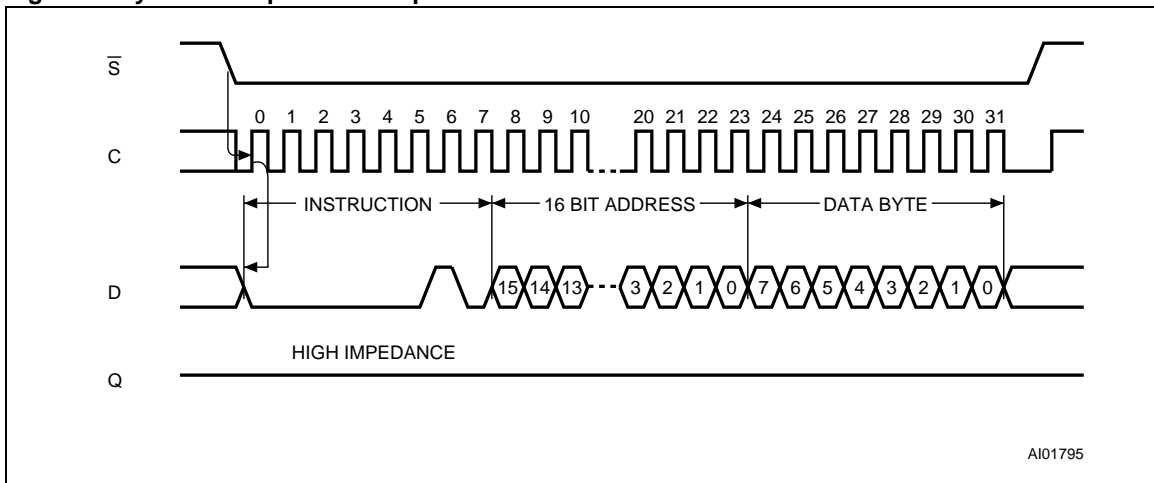 S
0 1 2 3 4 5 6 7 8 9 10 20 21 22 23 24 25 26 27 28 29 30 31
C
INSTRUCTION 16 BIT ADDRESS DATA BYTE
D 15 14 13 3 2 1 0 7 6 5 4 3 2 1 0
HIGH IMPEDANCE
Q
AI01795